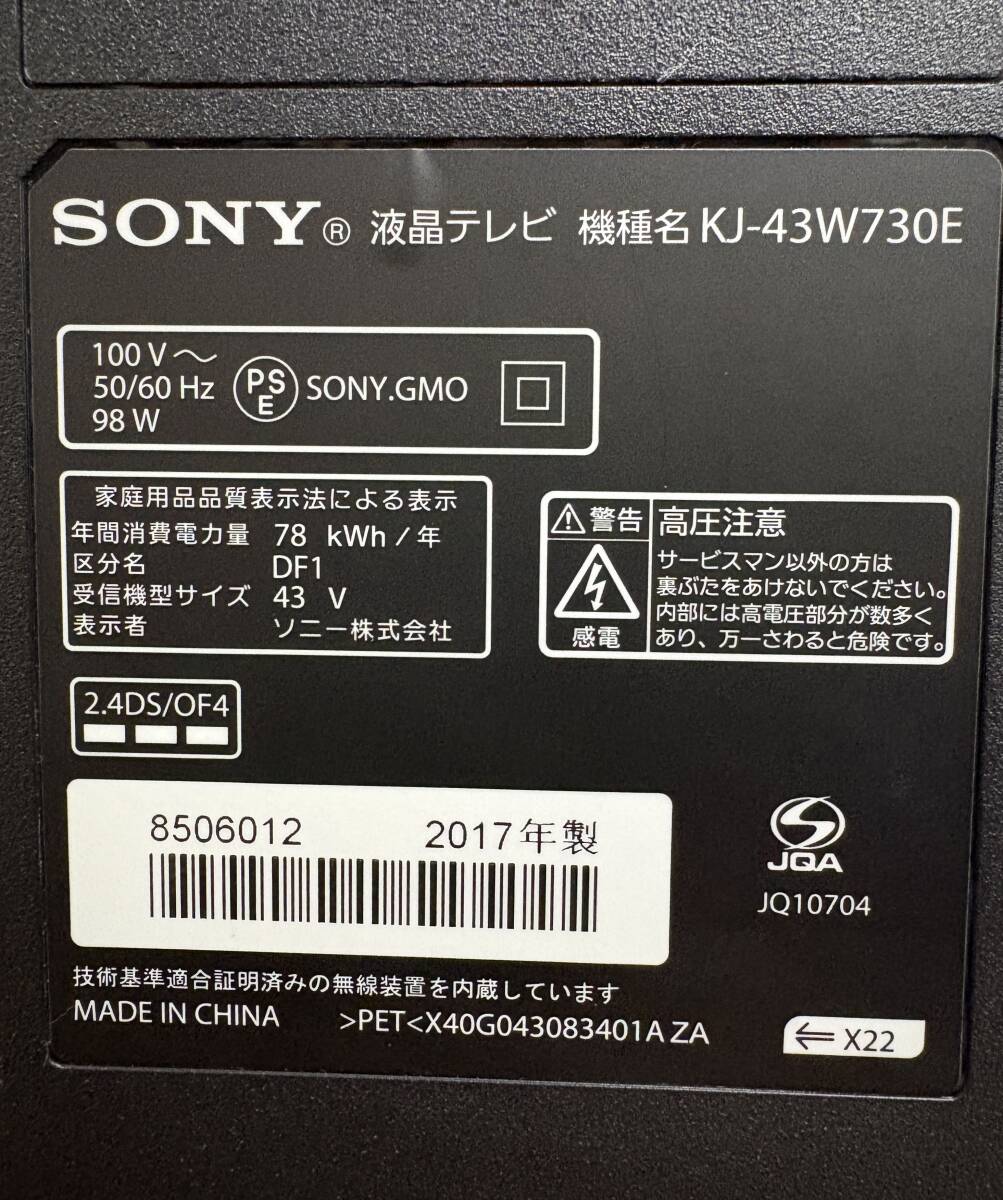 SONY® 液晶テレビ 機種名 KJ-43W730E
100 V～
50/60 Hz
98 W
PSE SONY.GMO
家庭用品品質表示法による表示
年間消費電力量 78 kWh / 年
区分名 DF1
受信機型サイズ 43 V
表示者 ソニー株式会社
⚠警告 高圧注意
サービスマン以外の方は
裏ぶたをあけないでください。
内部には高電圧部分が数多く
あり、万一さわると危険です。
感電
2.4DS/OF4
8506012 2017年製
JQA
JQ10704
技術基準適合証明済みの無線装置を内蔵しています
MADE IN CHINA >PET<X40G043083401A ZA
⇐ X22